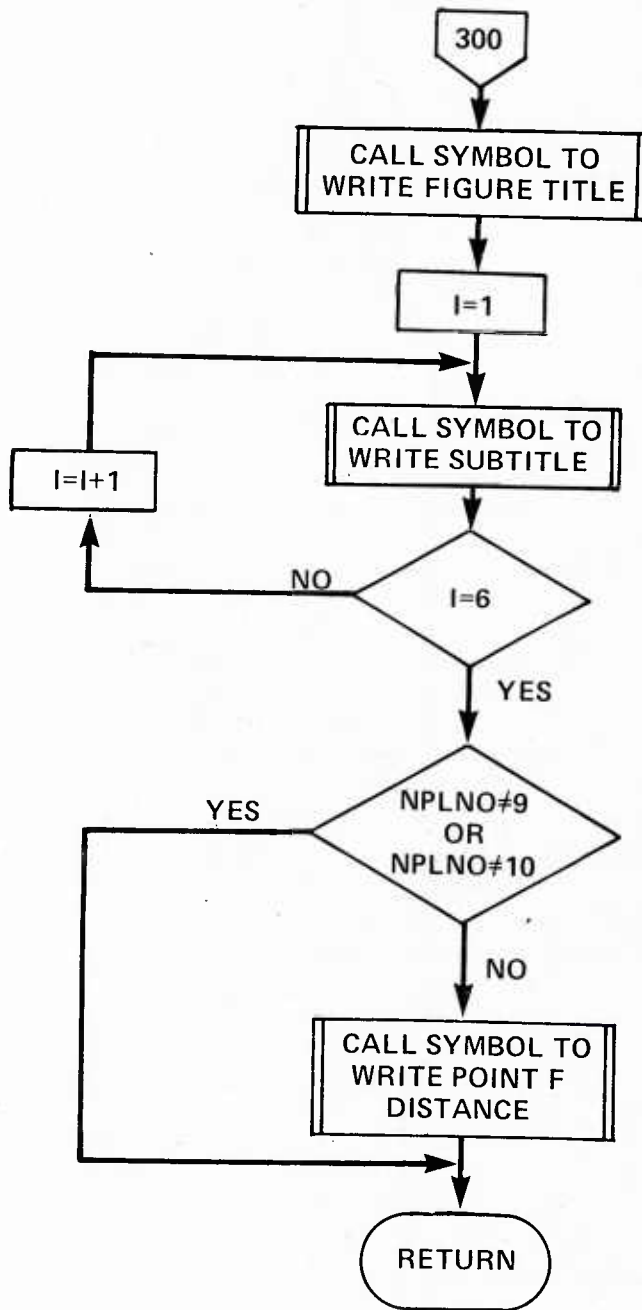 300
CALL SYMBOL TO
WRITE FIGURE TITLE
I=1
CALL SYMBOL TO
WRITE SUBTITLE
I=I+1
NO
I=6
YES
YES
NPLNO≠9
OR
NPLNO≠10
NO
CALL SYMBOL TO
WRITE POINT F
DISTANCE
RETURN